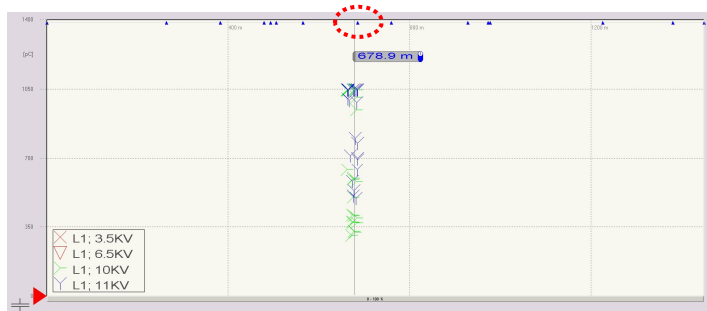 1400
400 m
800 m
1200 m
[pC]
678.9 m
1050
700
350
L1; 3.5KV
L1; 6.5KV
L1; 10KV
L1; 11KV
0 - 100 %